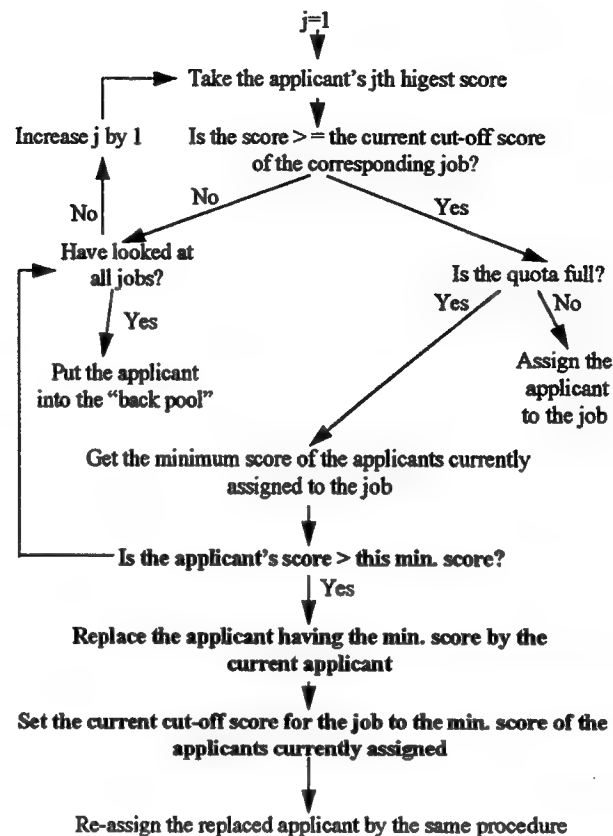 j=1
Take the applicant's jth higest score
Increase j by 1
Is the score >= the current cut-off score
of the corresponding job?
No
No
Yes
Have looked at
all jobs?
Is the quota full?
Yes
No
Yes
Put the applicant
into the “back pool”
Assign the
applicant
to the job
Get the minimum score of the applicants currently
assigned to the job
Is the applicant's score > this min. score?
Yes
Replace the applicant having the min. score by the
current applicant
Set the current cut-off score for the job to the min. score of the
applicants currently assigned
Re-assign the replaced applicant by the same procedure